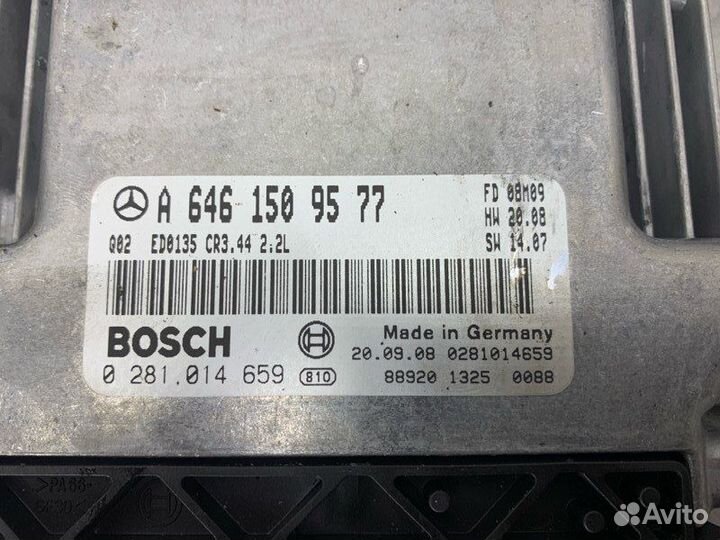 A 646 150 95 77
FD 08M09
HW 20.08
SW 14.07
Q02 ED0135 CR3.44 2.2L
BOSCH
Made in Germany
20.09.08 0281014659
0 281.014 659 810
88920 1325 0088
>PA66-
Avito